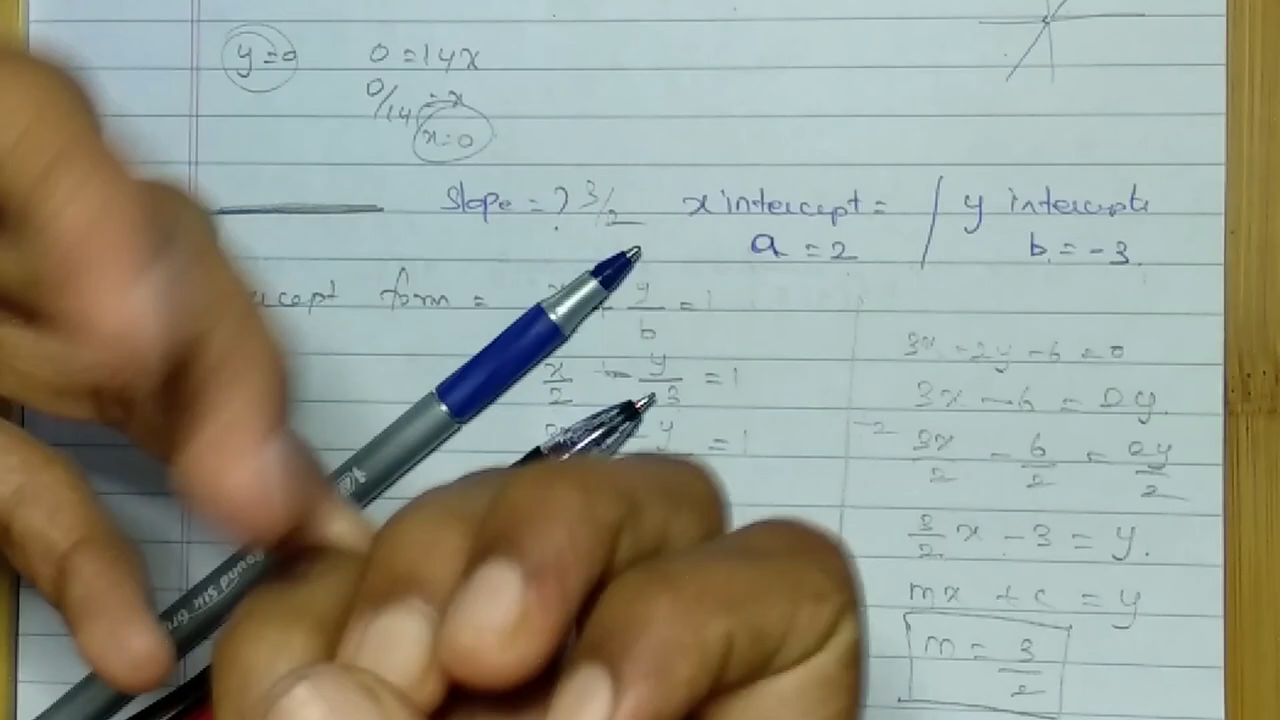 y=0 0=14x
0/14=x
x=0
Slope = ? 3/2 x intercept = / y intercept
a = 2 b = -3
form = y/b = 1
x/2 + y/-3 = 1
y = 1
3x - 2y - 6 = 0
3x - 6 = 2y
3x/2 - 6/2 = 2y/2
3/2 x - 3 = y.
mx + c = y
m = 3/2